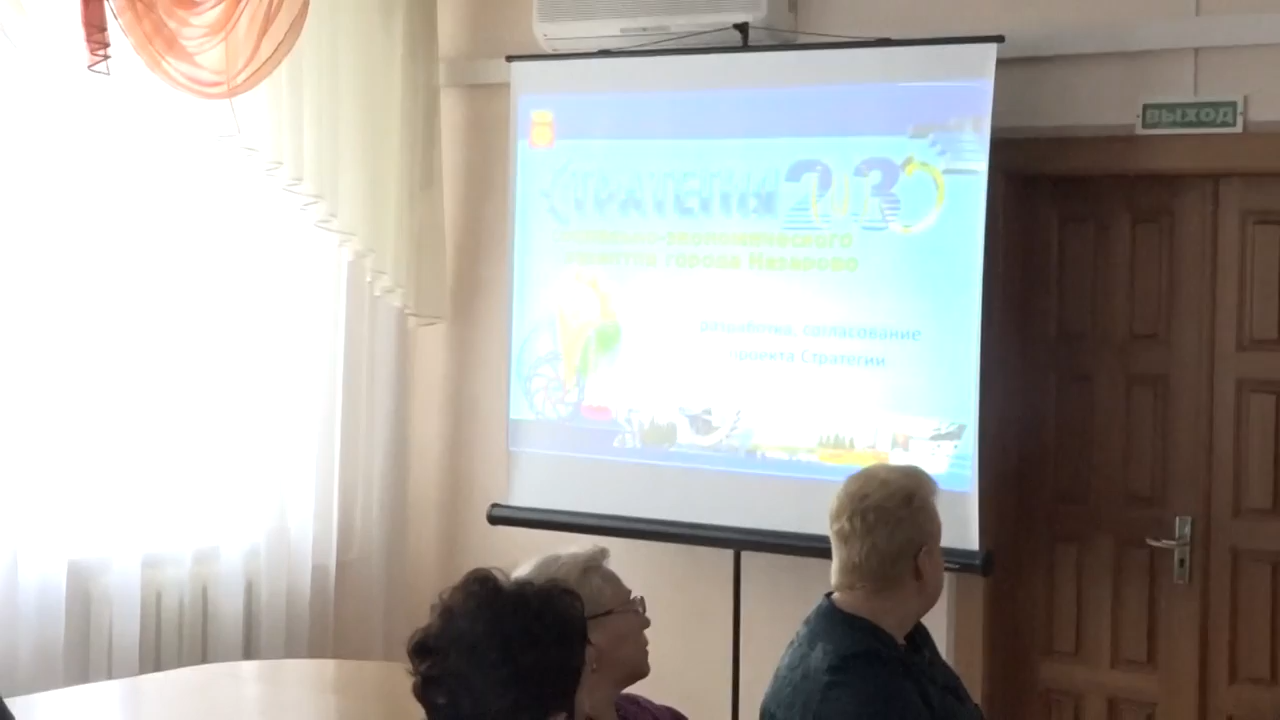 ВЫХОД
СТРАТЕГИЯ 2030
социально-экономического
развития города Назарово
разработка, согласование
проекта Стратегии